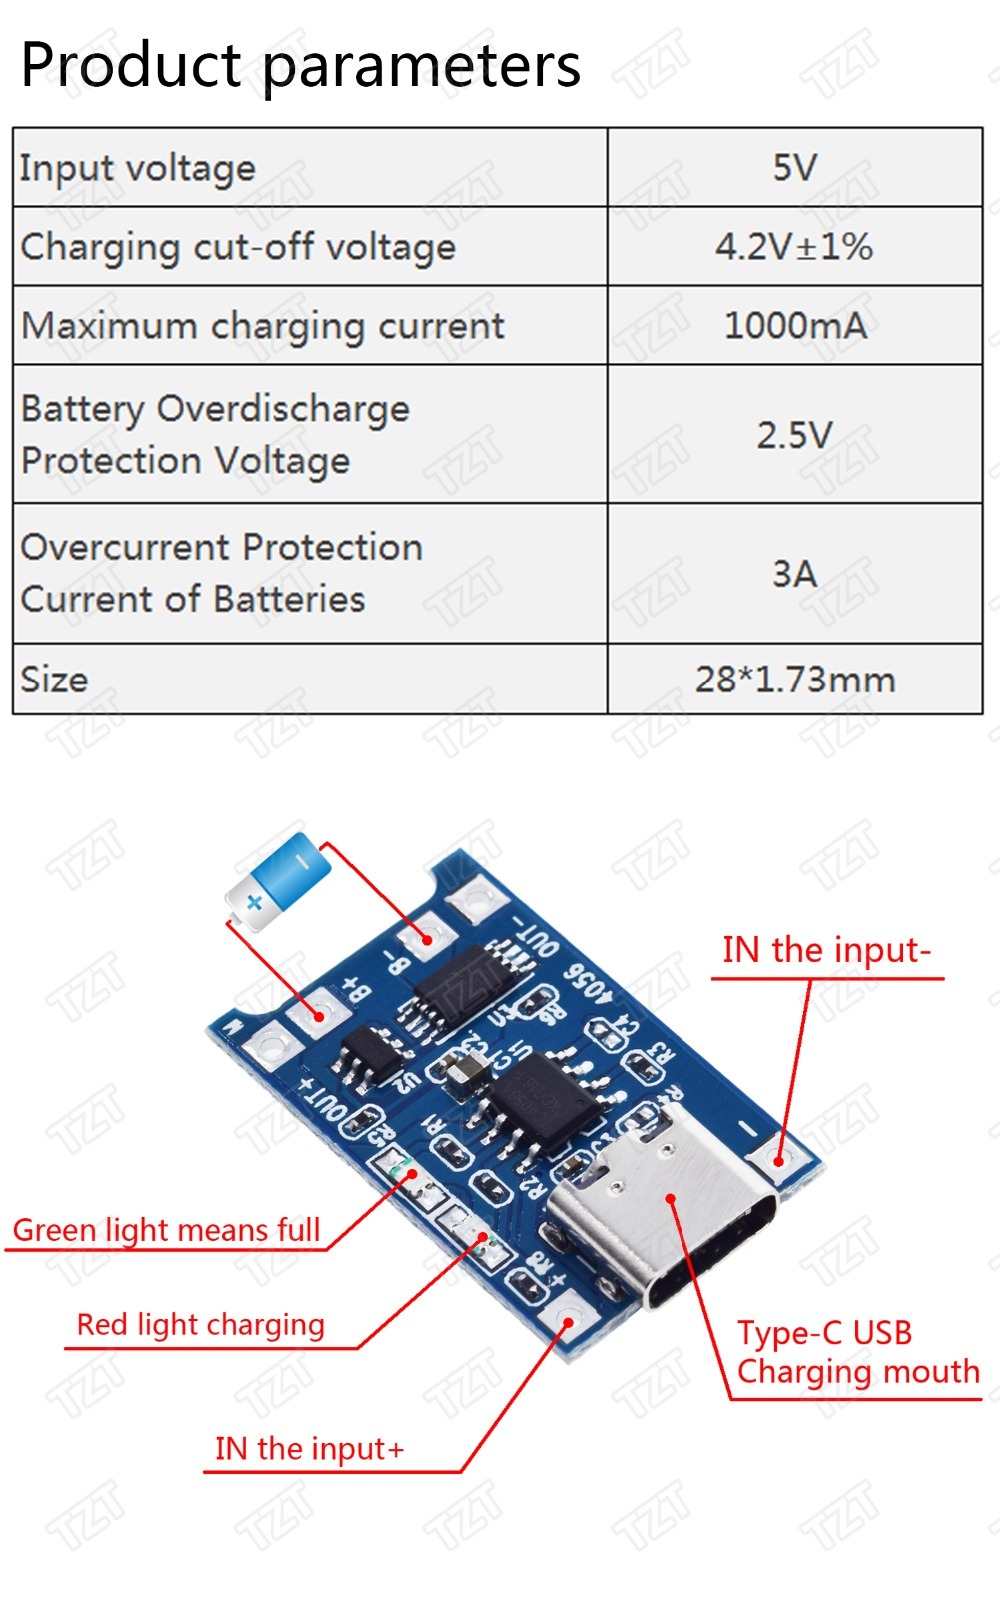 Product parameters
Input voltage 5V
Charging cut-off voltage 4.2V±1%
Maximum charging current 1000mA
Battery Overdischarge
Protection Voltage
2.5V
Overcurrent Protection
Current of Batteries
3A
Size 28*1.73mm
IN the input-
OUT-
B-
B+
4056
M
OUT+
U2
U1
C1
C2
C4
R3
R4
R1
R2
-
+
Green light means full
Red light charging
Type-C USB
Charging mouth
IN the input+
TZT